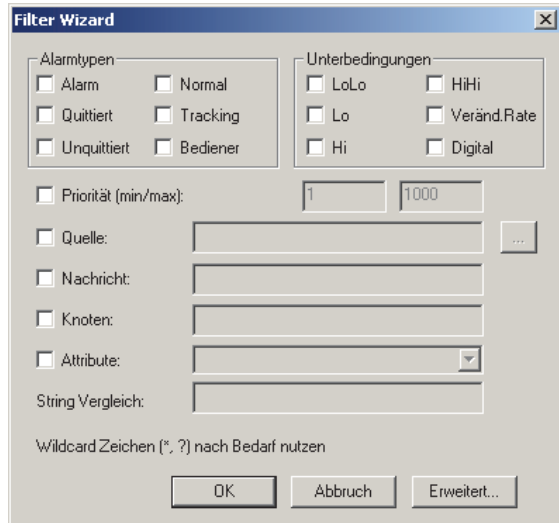 Filter Wizard
Alarmtypen
Alarm Normal
Quittiert Tracking
Unquittiert Bediener
Unterbedingungen
LoLo HiHi
Lo Veränd.Rate
Hi Digital
Priorität (min/max): 1 1000
Quelle: ...
Nachricht:
Knoten:
Attribute:
String Vergleich:
Wildcard Zeichen (*, ?) nach Bedarf nutzen
OK Abbruch Erweitert...